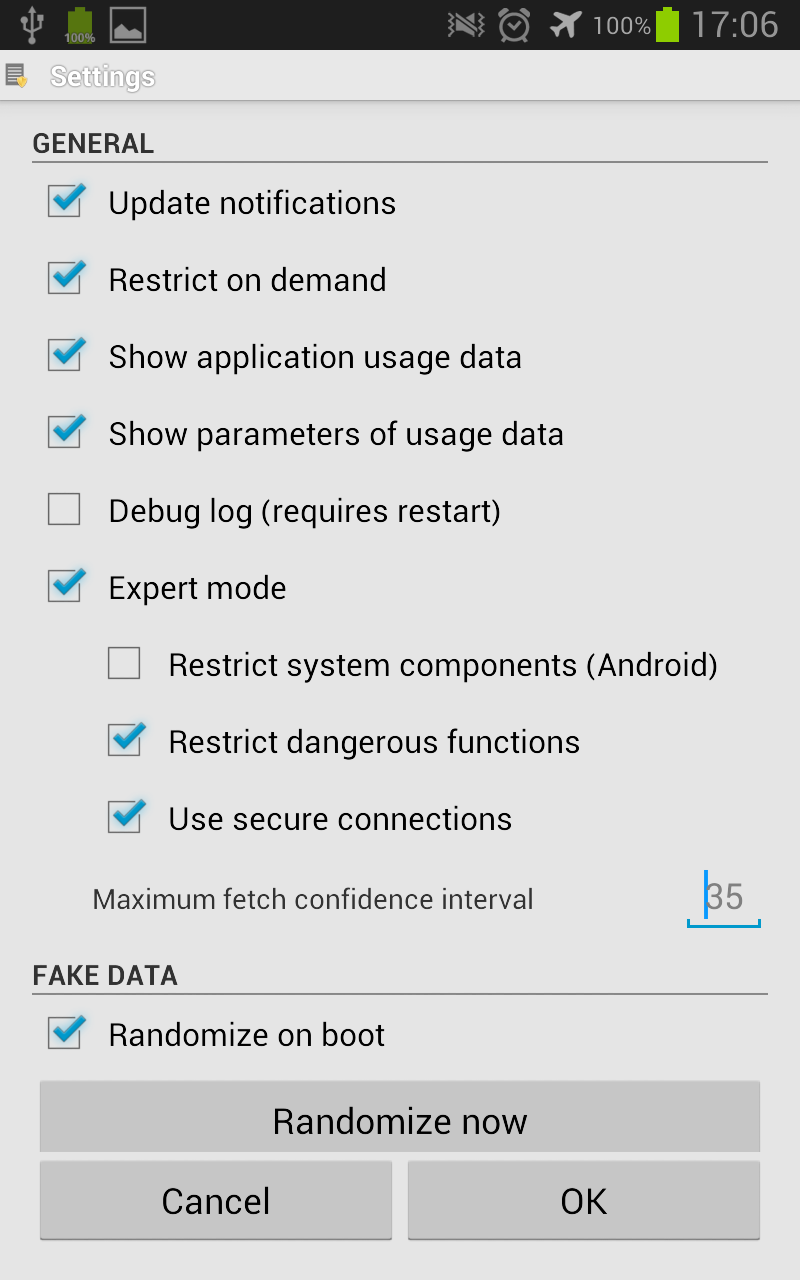 100% 100% 17:06
Settings
GENERAL
Update notifications
Restrict on demand
Show application usage data
Show parameters of usage data
Debug log (requires restart)
Expert mode
Restrict system components (Android)
Restrict dangerous functions
Use secure connections
Maximum fetch confidence interval 35
FAKE DATA
Randomize on boot
Randomize now
Cancel OK